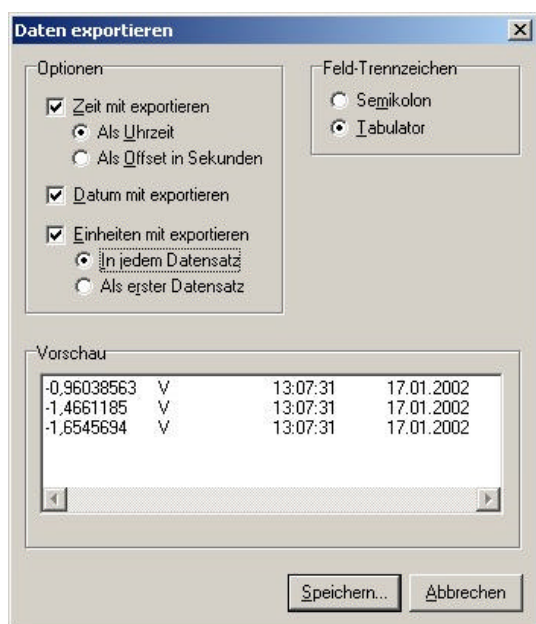 Daten exportieren
Optionen
Zeit mit exportieren
Als Uhrzeit
Als Offset in Sekunden
Datum mit exportieren
Einheiten mit exportieren
In jedem Datensatz
Als erster Datensatz
Feld-Trennzeichen
Semikolon
Tabulator
Vorschau
-0,96038563 V 13:07:31 17.01.2002
-1,4661185 V 13:07:31 17.01.2002
-1,6545694 V 13:07:31 17.01.2002
Speichern... Abbrechen